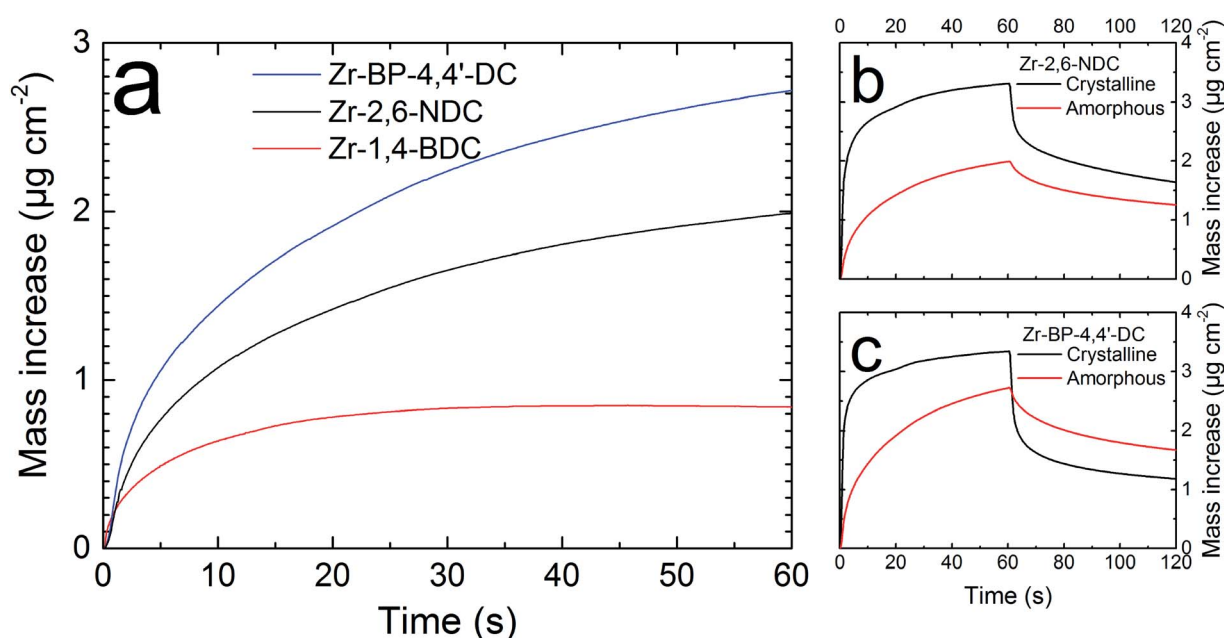 a
Zr-BP-4,4'-DC
Zr-2,6-NDC
Zr-1,4-BDC
Mass increase (µg cm⁻²)
3
2
1
0
0 10 20 30 40 50 60
Time (s)
0 20 40 60 80 100 120
b
Zr-2,6-NDC
Crystalline
Amorphous
4
3
2
1
0
Mass increase (µg cm⁻²)
c
Zr-BP-4,4'-DC
Crystalline
Amorphous
4
3
2
1
0
Mass increase (µg cm⁻²)
0 20 40 60 80 100 120
Time (s)